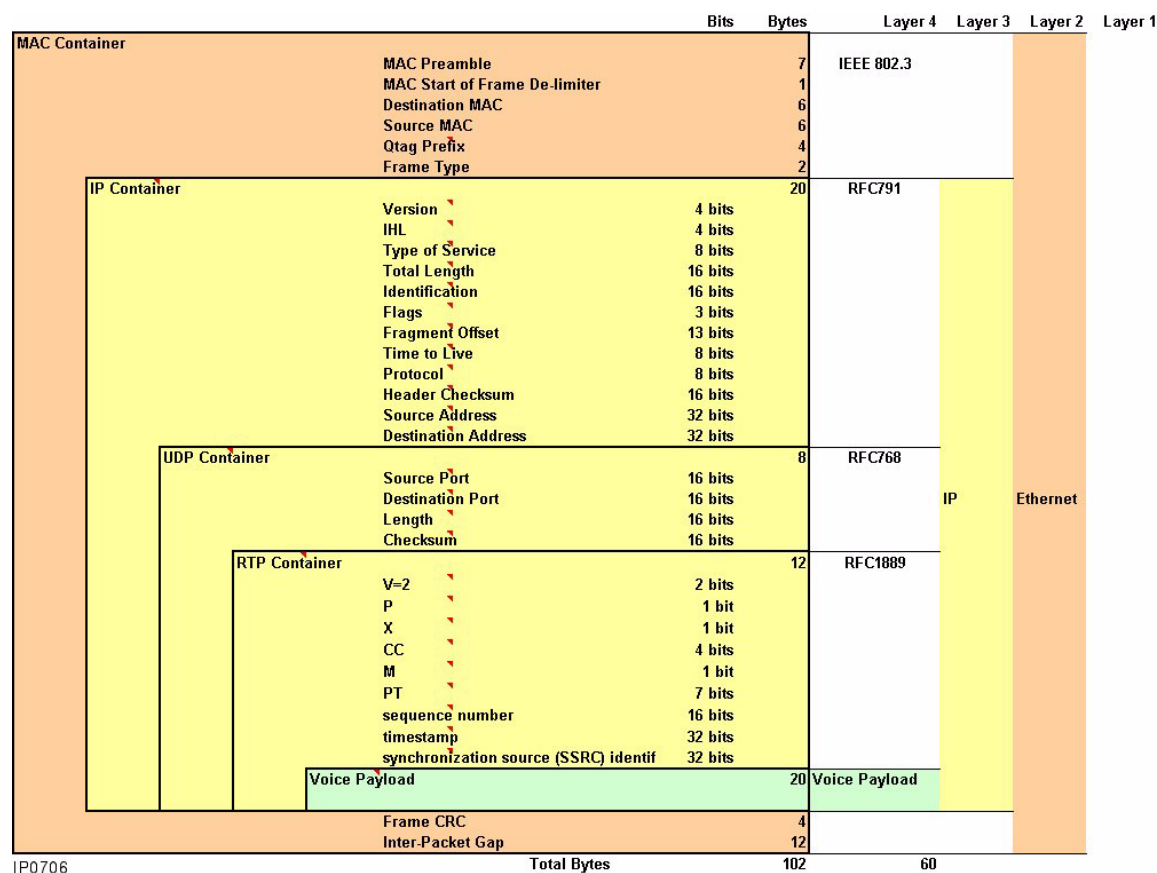 Bits Bytes Layer 4 Layer 3 Layer 2 Layer 1
MAC Container
MAC Preamble 7 IEEE 802.3
MAC Start of Frame De-limiter 1
Destination MAC 6
Source MAC 6
Qtag Prefix 4
Frame Type 2
IP Container 20 RFC791
Version 4 bits
IHL 4 bits
Type of Service 8 bits
Total Length 16 bits
Identification 16 bits
Flags 3 bits
Fragment Offset 13 bits
Time to Live 8 bits
Protocol 8 bits
Header Checksum 16 bits
Source Address 32 bits
Destination Address 32 bits
UDP Container 8 RFC768
Source Port 16 bits
Destination Port 16 bits IP Ethernet
Length 16 bits
Checksum 16 bits
RTP Container 12 RFC1889
V=2 2 bits
P 1 bit
X 1 bit
CC 4 bits
M 1 bit
PT 7 bits
sequence number 16 bits
timestamp 32 bits
synchronization source (SSRC) identif 32 bits
Voice Payload 20 Voice Payload
Frame CRC 4
Inter-Packet Gap 12
IP0706 Total Bytes 102 60